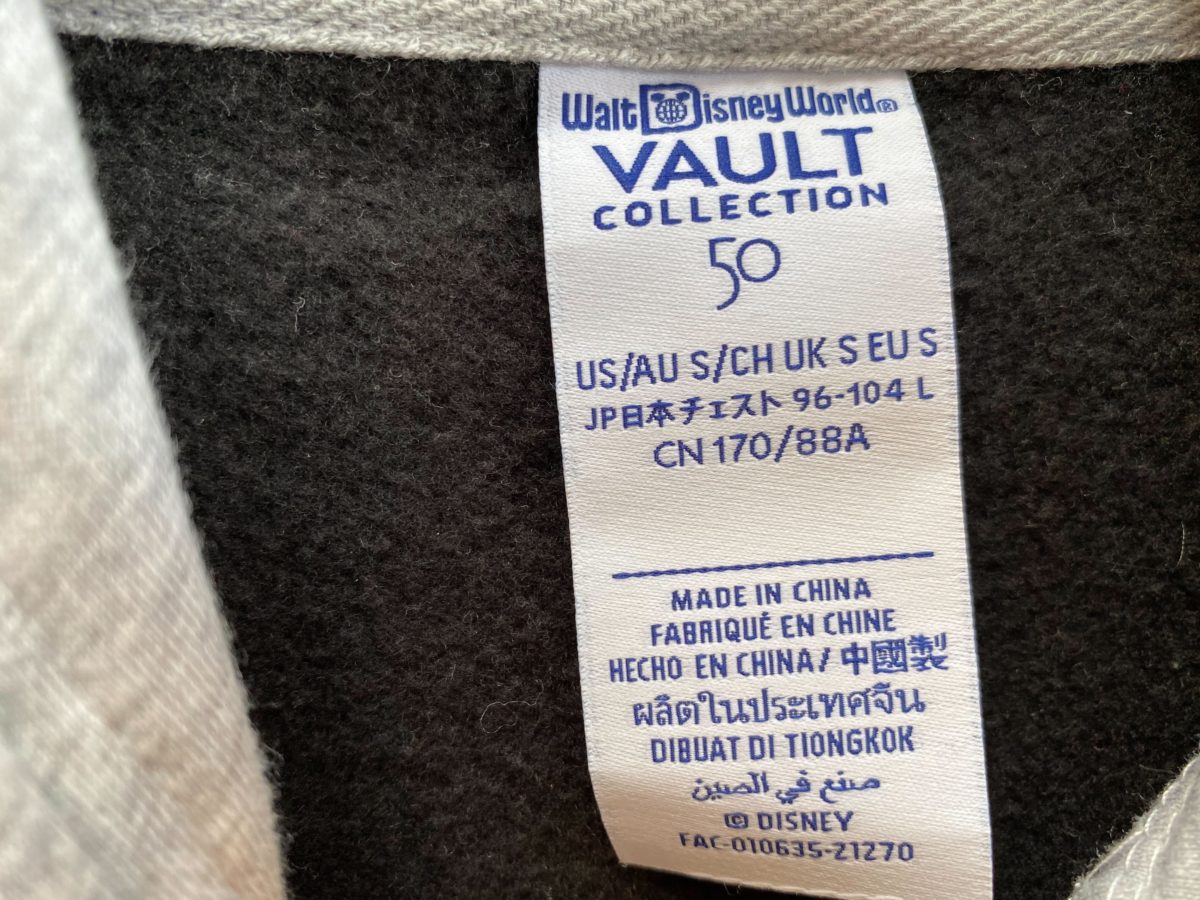 Walt Disney World®
VAULT
COLLECTION
50
US/AU S/CH UK S EU S
JP日本チェスト 96-104 L
CN 170/88A
MADE IN CHINA
FABRIQUÉ EN CHINE
HECHO EN CHINA/ 中國製
ผลิตในประเทศจีน
DIBUAT DI TIONGKOK
صنع في الصين
© DISNEY
FAC-010635-21270